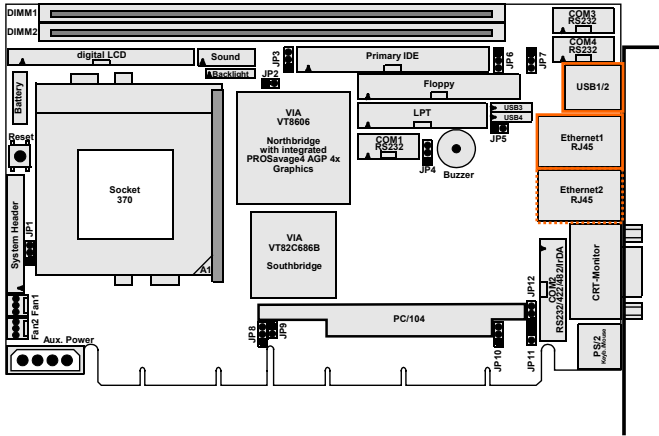 DIMM1
DIMM2
COM3
RS232
COM4
RS232
digital LCD
Sound
Backlight
JP3
JP2
Primary IDE
JP6
JP7
Floppy
USB1/2
Battery
VIA
VT8606
Northbridge
with integrated
PROSavage4 AGP 4x
Graphics
LPT
USB3
USB4
JP5
COM1
RS232
JP4
Buzzer
Ethernet1
RJ45
Reset
Socket
370
Ethernet2
RJ45
System Header
JP1
A1
VIA
VT82C686B
Southbridge
COM2
RS232/422/482/IrDA
CRT-Monitor
JP12
Fan1
Fan2
PC/104
Aux. Power
JP8
JP9
JP10
JP11
PS/2
Keyb./Mouse